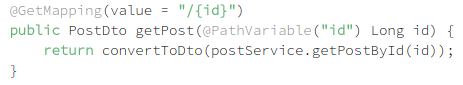 @GetMapping(value = "/{id}")
public PostDto getPost(@PathVariable("id") Long id) {
    return convertToDto(postService.getPostById(id));
}